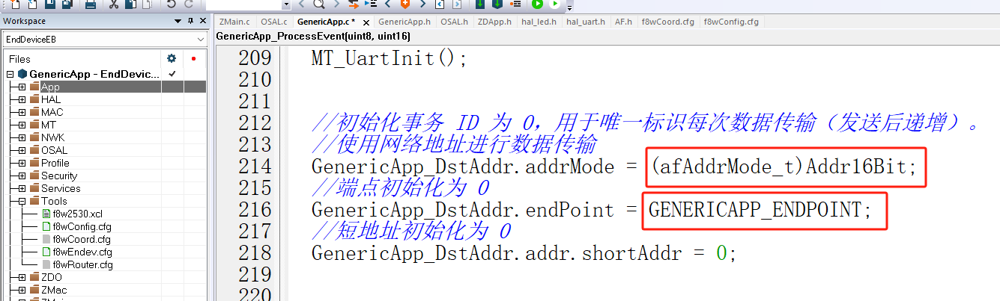 ZMain.c OSAL.c GenericApp.c GenericApp.h OSAL.h ZDApp.h hal_led.h hal_uart.h AF.h f8wCoord.cfg f8wConfig.cfg
GenericApp_ProcessEvent(uint8, uint16)
Workspace
EndDeviceEB
Files
GenericApp - EndDevic...
App
HAL
MAC
MT
NWK
OSAL
Profile
Security
Services
Tools
f8w2530.xcl
f8wConfig.cfg
f8wCoord.cfg
f8wEndev.cfg
f8wRouter.cfg
ZDO
ZMac
209 MT_UartInit();
210
211
212 //初始化事务 ID 为 0，用于唯一标识每次数据传输（发送后递增）。
213 //使用网络地址进行数据传输
214 GenericApp_DstAddr.addrMode = (afAddrMode_t)Addr16Bit;
215 //端点初始化为 0
216 GenericApp_DstAddr.endPoint = GENERICAPP_ENDPOINT;
217 //短地址初始化为 0
218 GenericApp_DstAddr.addr.shortAddr = 0;
219
220